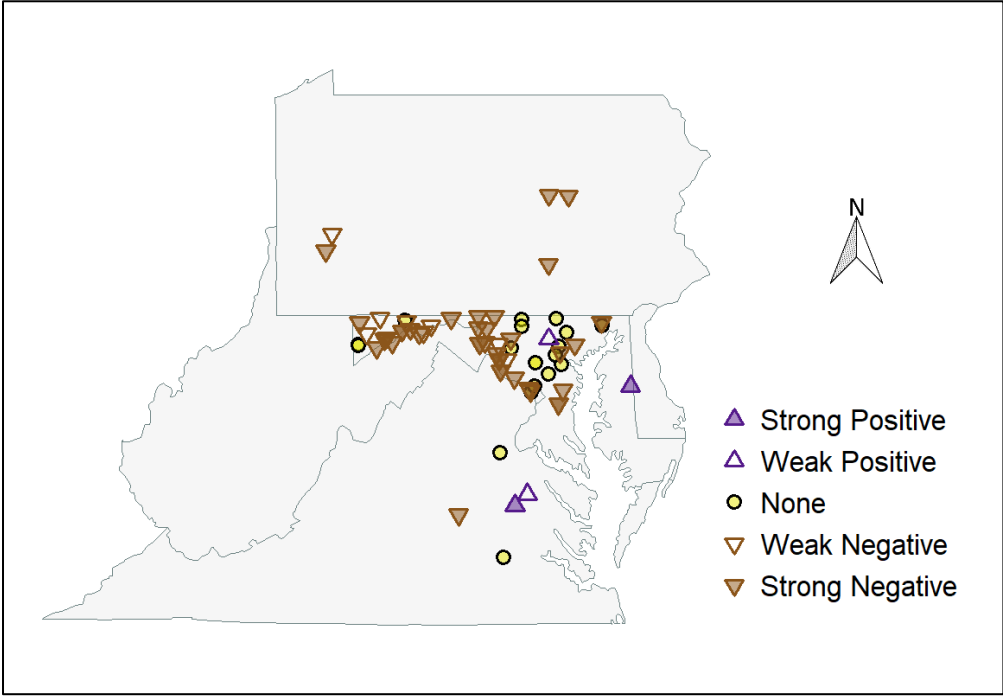 N
Strong Positive
Weak Positive
None
Weak Negative
Strong Negative